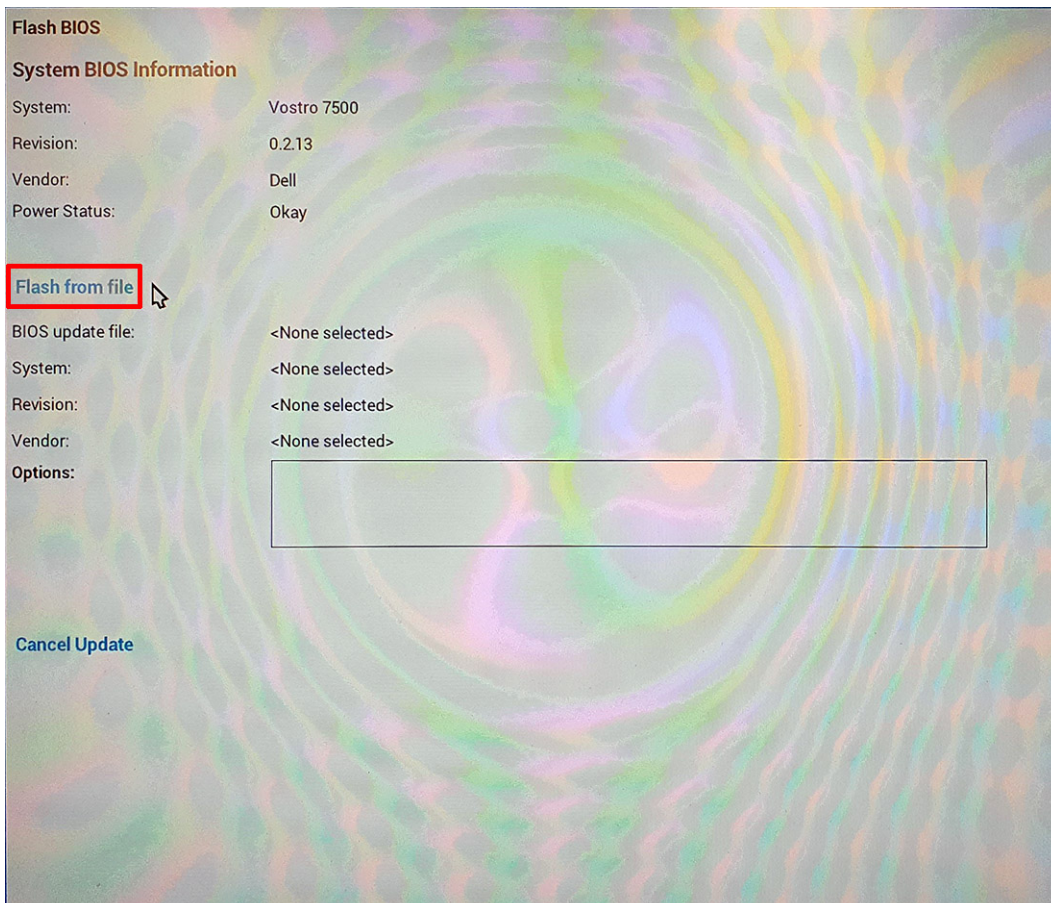 Flash BIOS
System BIOS Information
System: Vostro 7500
Revision: 0.2.13
Vendor: Dell
Power Status: Okay
Flash from file
BIOS update file: <None selected>
System: <None selected>
Revision: <None selected>
Vendor: <None selected>
Options:
Cancel Update